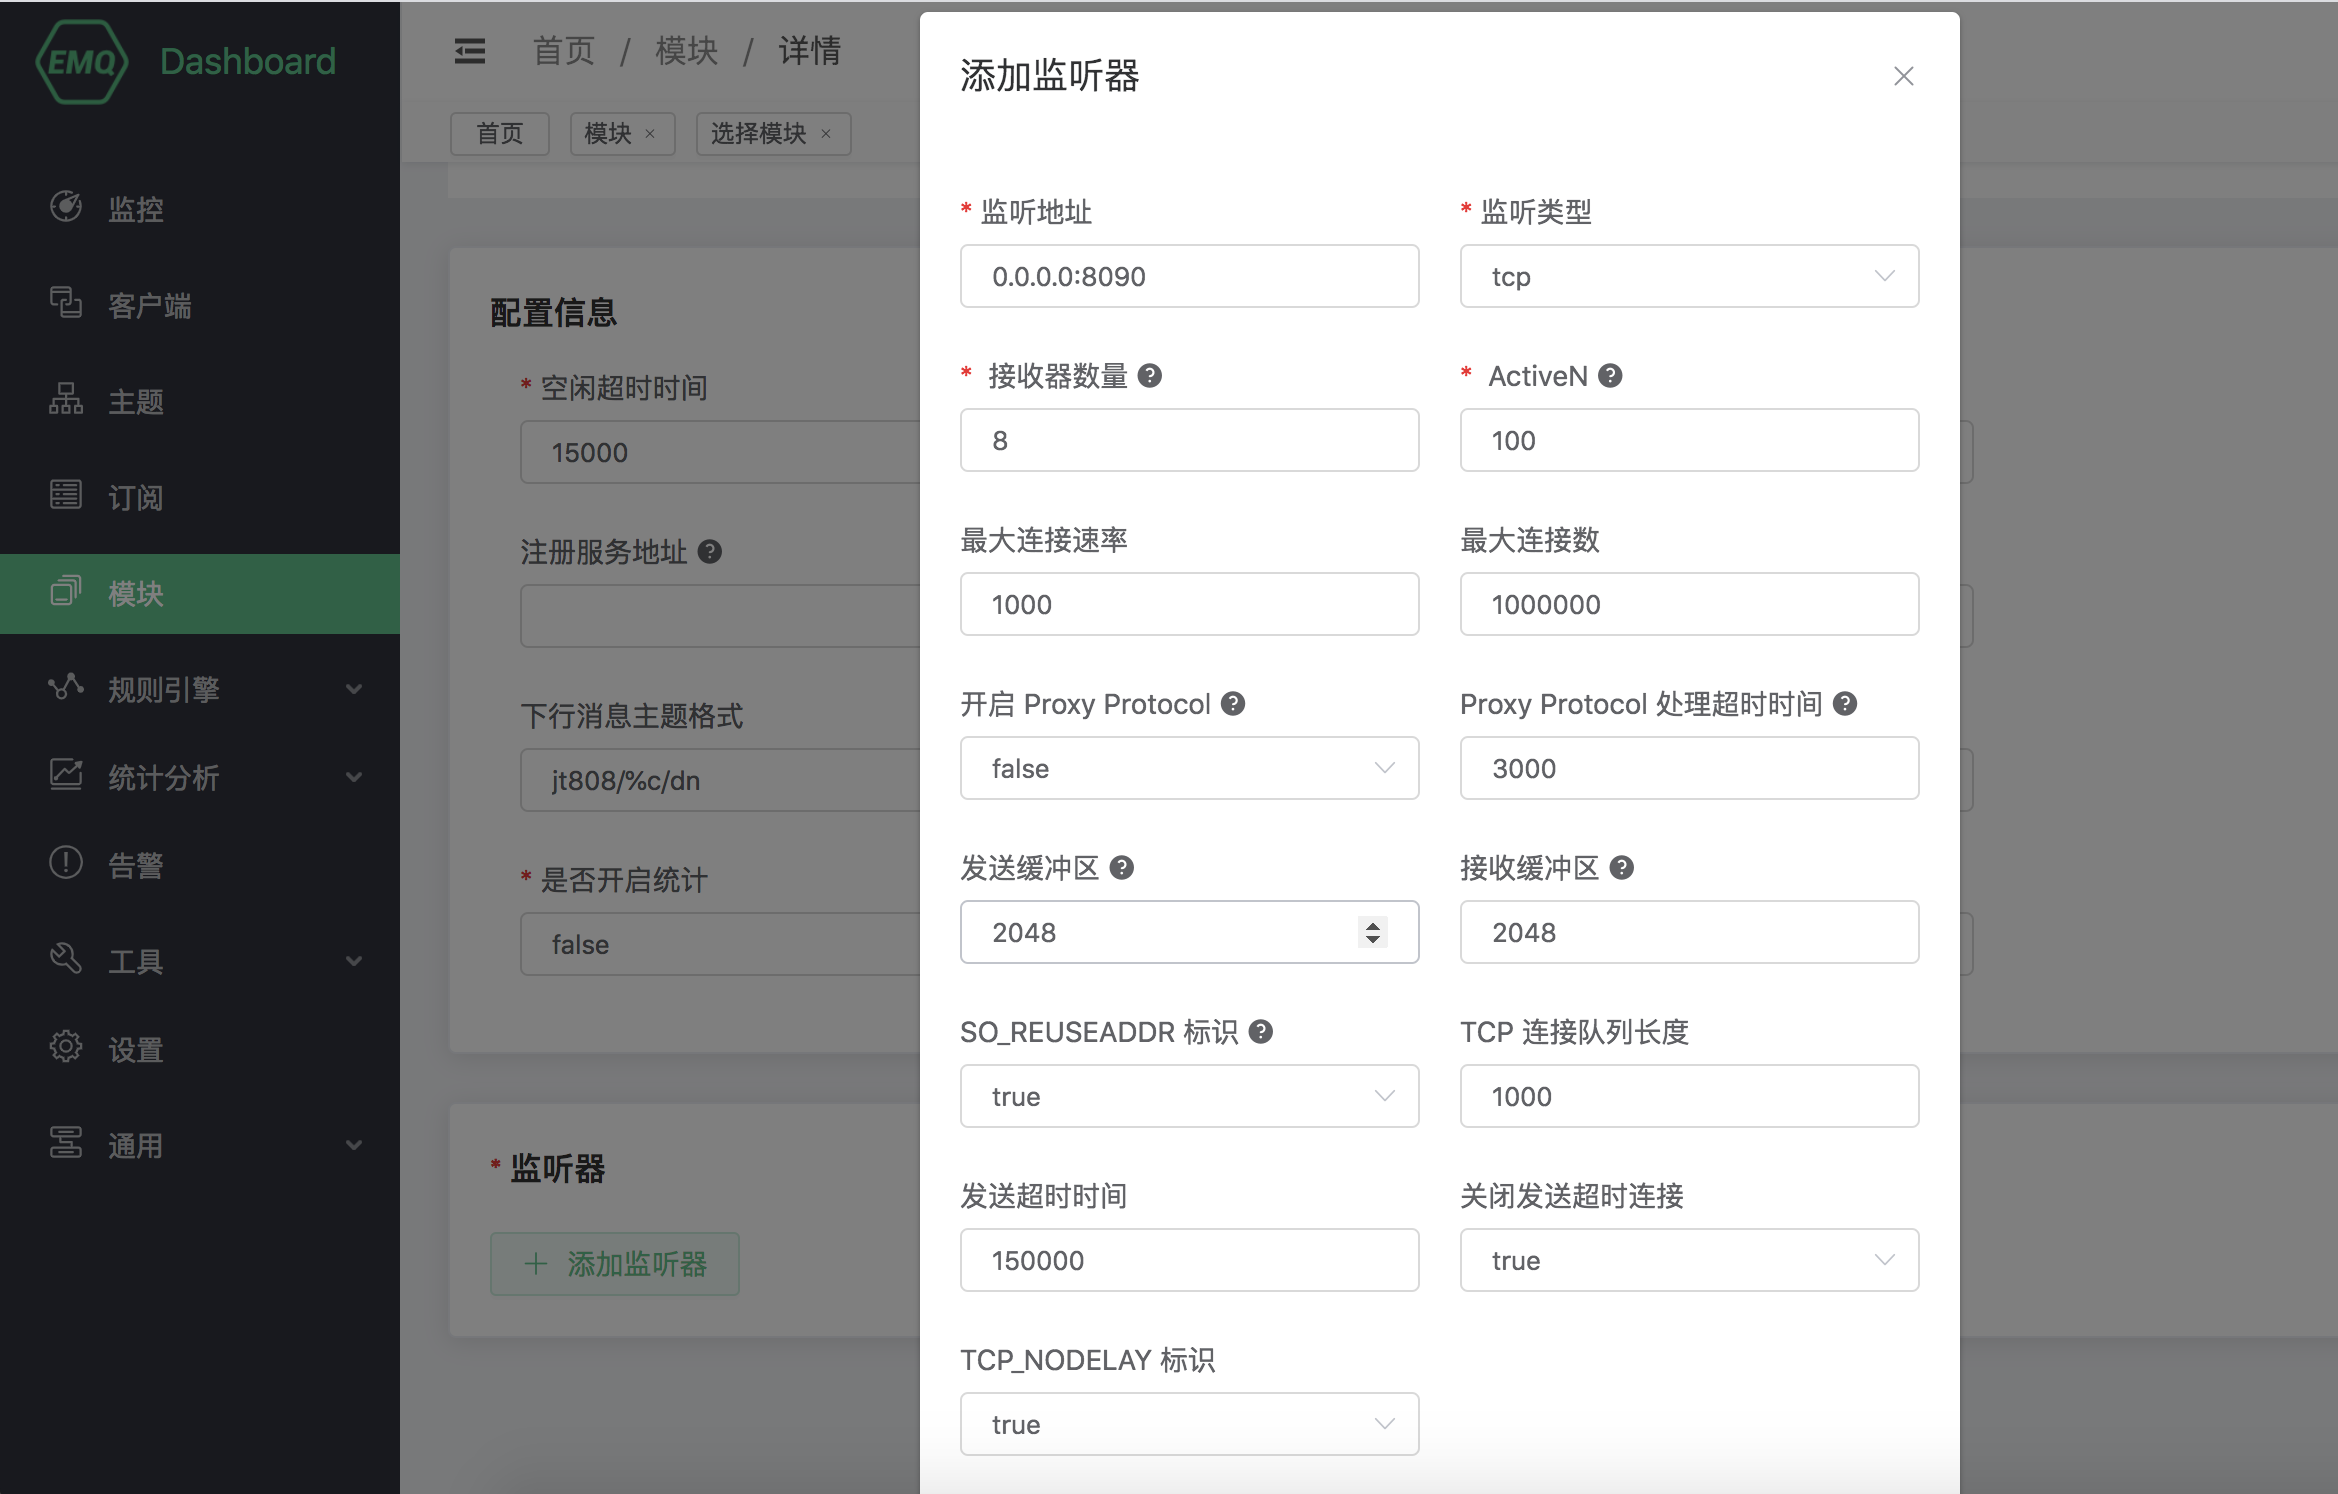 EMQ Dashboard
监控
客户端
主题
订阅
模块
规则引擎
统计分析
告警
工具
设置
通用
首页 / 模块 / 详情
首页
模块 ×
选择模块 ×
配置信息
* 空闲超时时间
15000
注册服务地址 ?
下行消息主题格式
jt808/%c/dn
* 是否开启统计
false
* 监听器
+ 添加监听器
添加监听器
* 监听地址
0.0.0.0:8090
* 监听类型
tcp
* 接收器数量 ?
8
* ActiveN ?
100
最大连接速率
1000
最大连接数
1000000
开启 Proxy Protocol ?
false
Proxy Protocol 处理超时时间 ?
3000
发送缓冲区 ?
2048
接收缓冲区 ?
2048
SO_REUSEADDR 标识 ?
true
TCP 连接队列长度
1000
发送超时时间
150000
关闭发送超时连接
true
TCP_NODELAY 标识
true